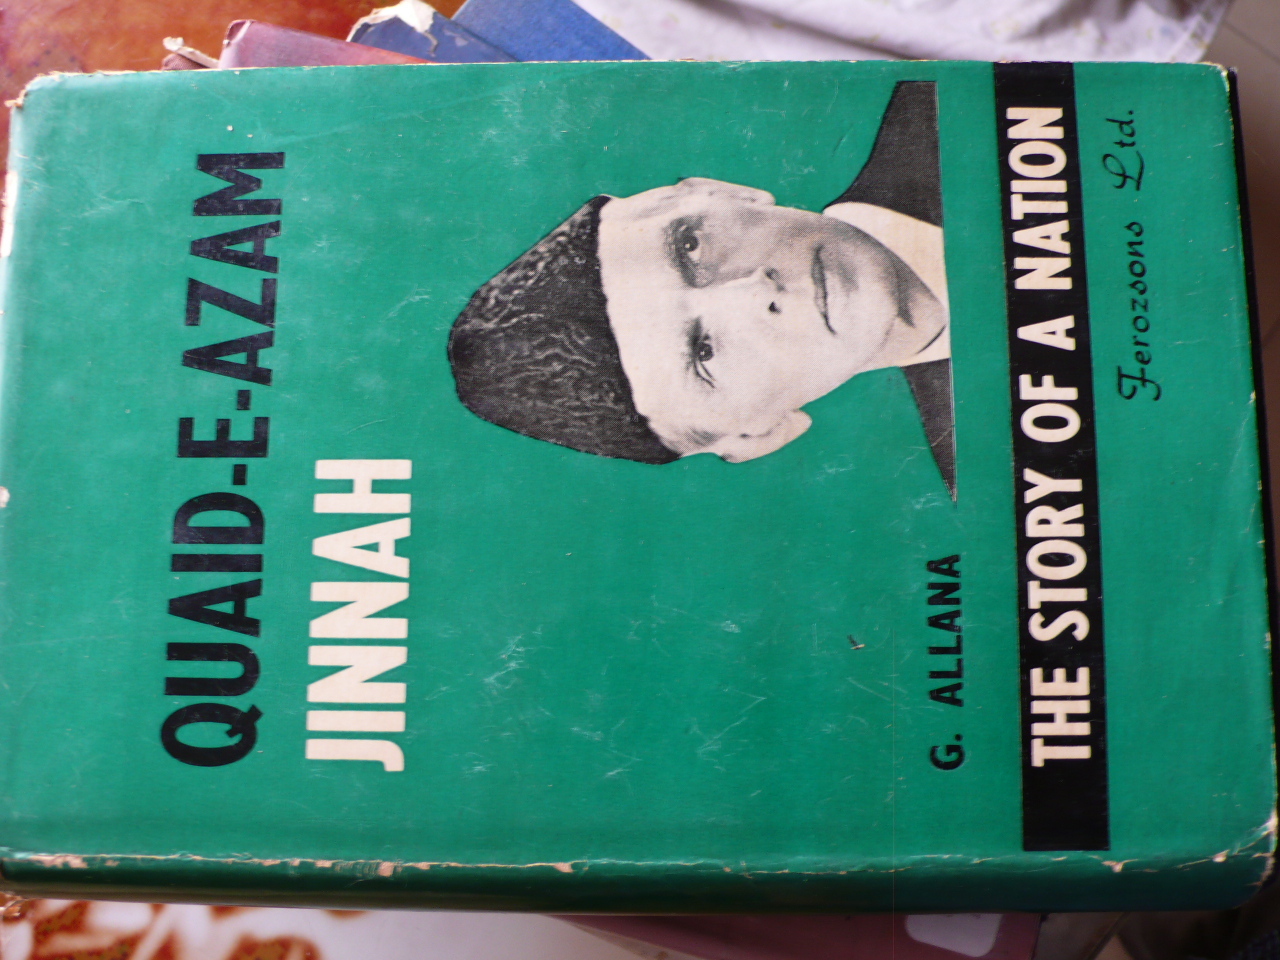 QUAID-E-AZAM
JINNAH
G. ALLANA
THE STORY OF A NATION
Ferozsons Ltd.